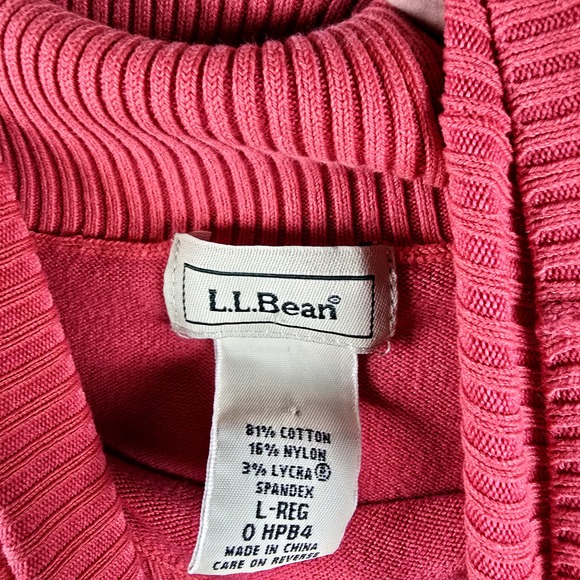 L.L.Bean®
81% COTTON
16% NYLON
3% LYCRA ®
SPANDEX
L-REG
0 HPB4
MADE IN CHINA
CARE ON REVERSE